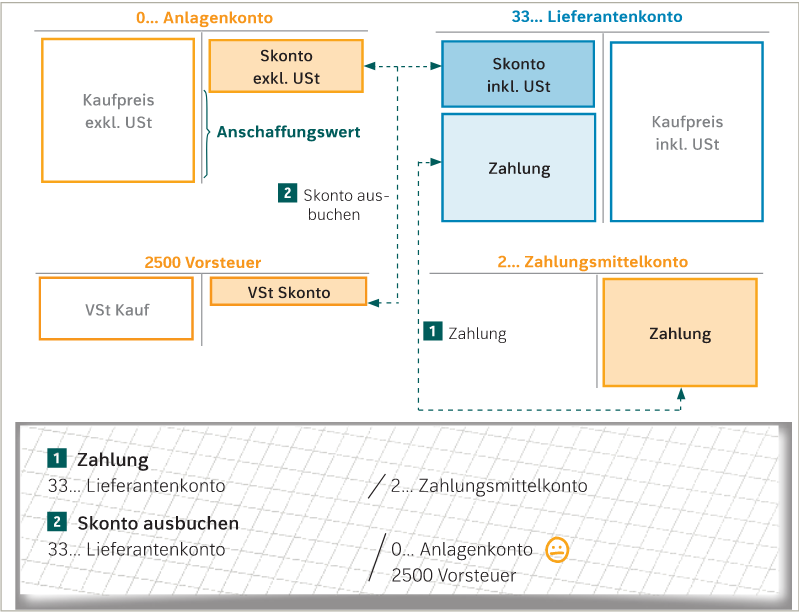 0... Anlagenkonto
33... Lieferantenkonto
Kaufpreis
exkl. USt
Skonto
exkl. USt
Anschaffungswert
Skonto
inkl. USt
Zahlung
Kaufpreis
inkl. USt
2 Skonto aus-
buchen
2500 Vorsteuer
2... Zahlungsmittelkonto
VSt Kauf
VSt Skonto
1 Zahlung
Zahlung
1 Zahlung
33... Lieferantenkonto / 2... Zahlungsmittelkonto
2 Skonto ausbuchen
33... Lieferantenkonto / 0... Anlagenkonto
2500 Vorsteuer